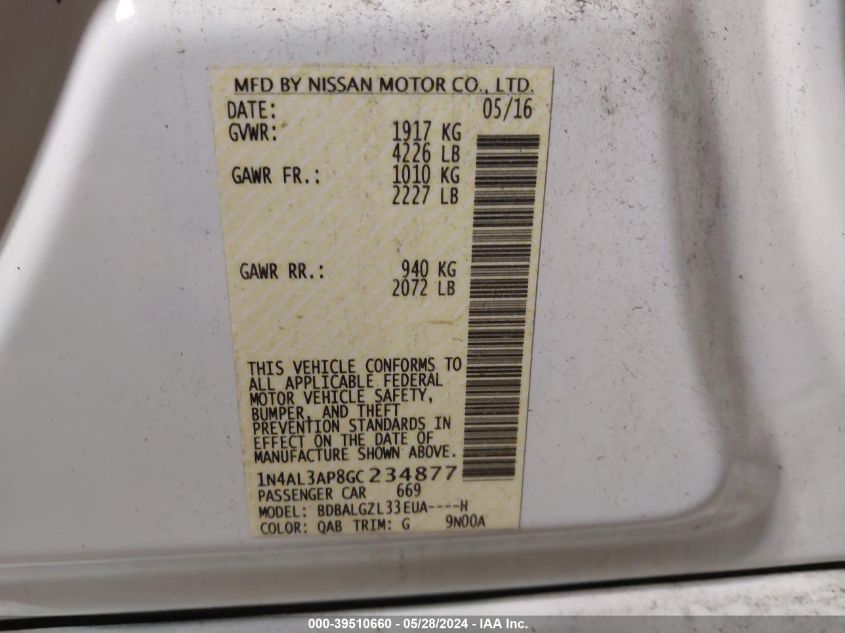 MFD BY NISSAN MOTOR CO., LTD.
DATE: 05/16
GVWR: 1917 KG
4226 LB
GAWR FR.: 1010 KG
2227 LB
GAWR RR.: 940 KG
2072 LB
THIS VEHICLE CONFORMS TO
ALL APPLICABLE FEDERAL
MOTOR VEHICLE SAFETY,
BUMPER, AND THEFT
PREVENTION STANDARDS IN
EFFECT ON THE DATE OF
MANUFACTURE SHOWN ABOVE.
1N4AL3AP8GC234877
PASSENGER CAR 669
MODEL: BDBALGZL33EUA----H
COLOR: QAB TRIM: G 9N00A
000-39510660 - 05/28/2024 - IAA Inc.